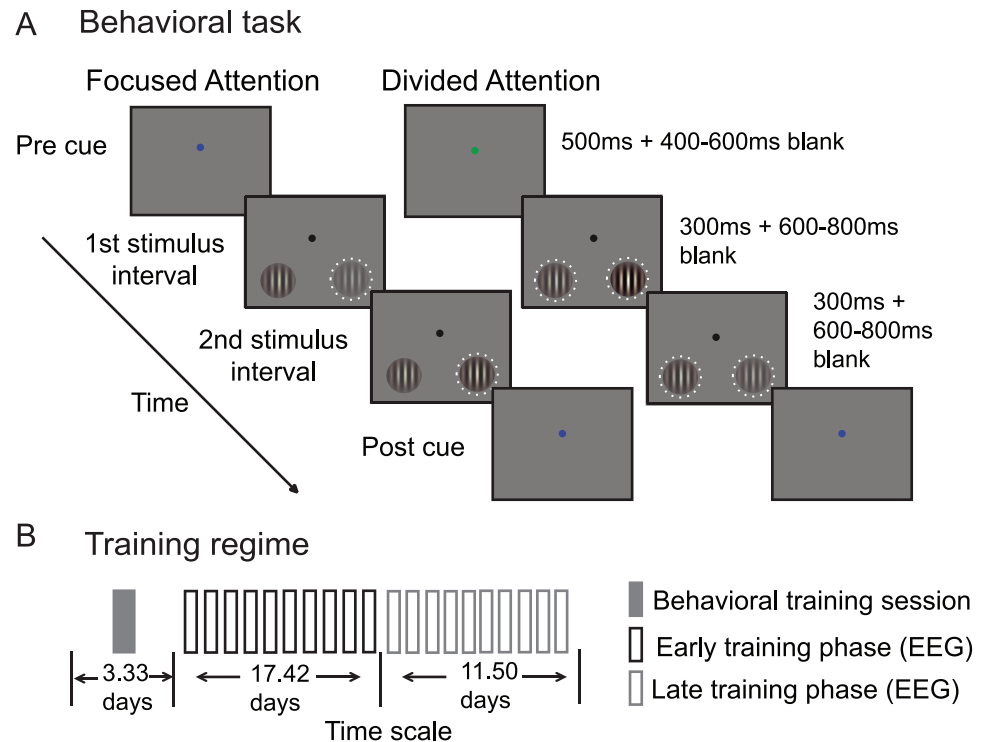 A Behavioral task
Focused Attention
Divided Attention
Pre cue
500ms + 400-600ms blank
1st stimulus
interval
300ms + 600-800ms
blank
2nd stimulus
interval
300ms +
600-800ms
blank
Time
Post cue
B Training regime
Behavioral training session
Early training phase (EEG)
Late training phase (EEG)
3.33
days
17.42
days
11.50
days
Time scale